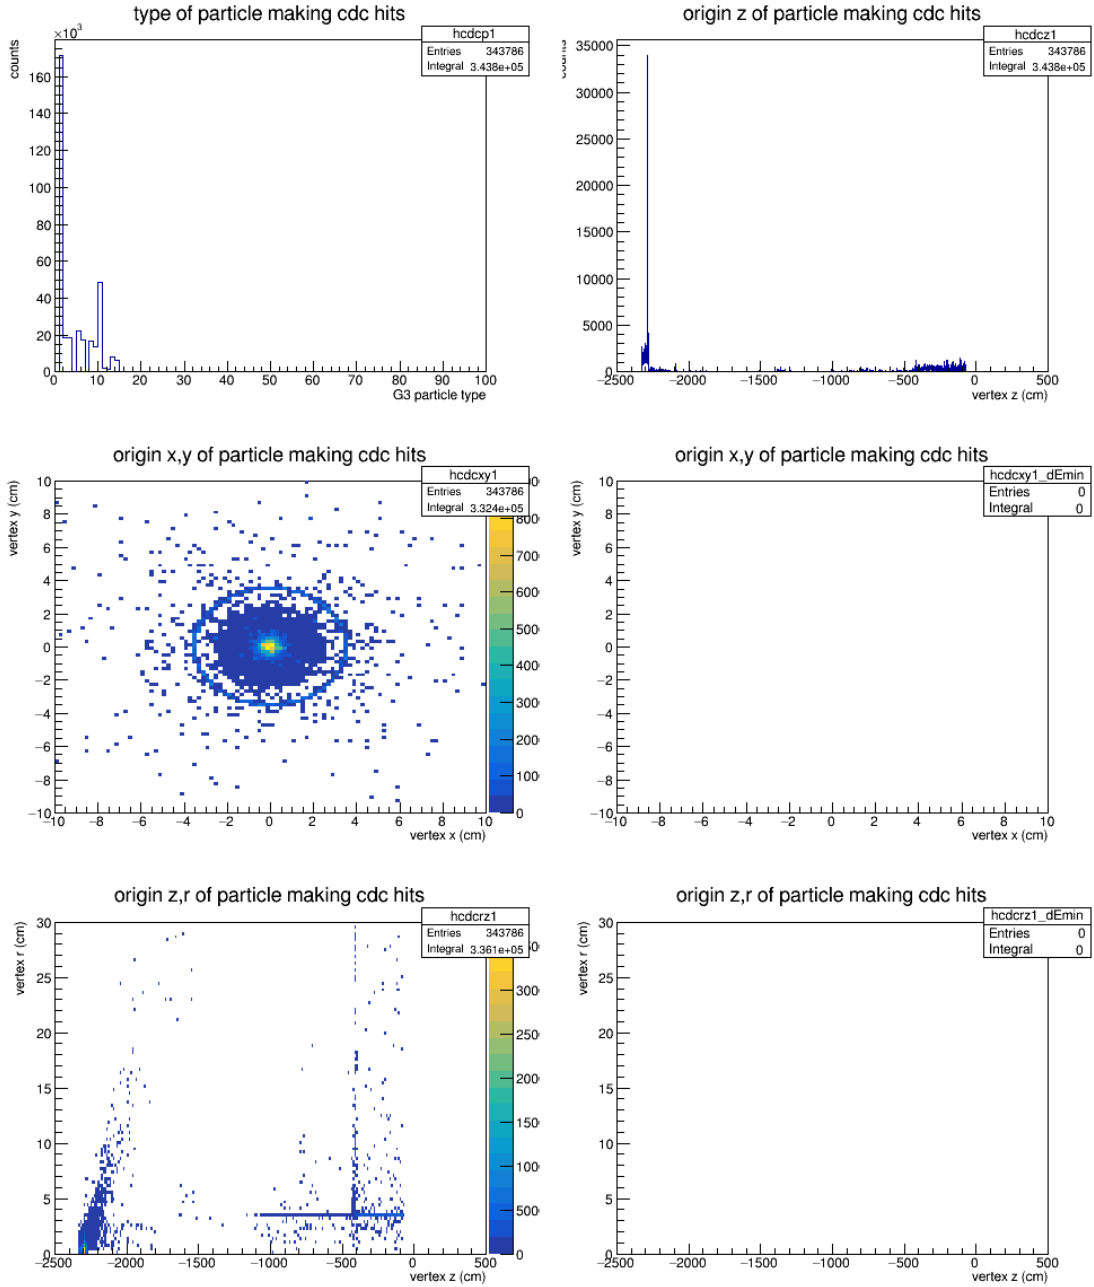 type of particle making cdc hits
×10³
counts
hcdcp1
Entries 343786
Integral 3.438e+05
160
140
120
100
80
60
40
20
0
0 10 20 30 40 50 60 70 80 90 100
G3 particle type
origin z of particle making cdc hits
counts
hcdcz1
Entries 343786
Integral 3.438e+05
35000
30000
25000
20000
15000
10000
5000
0
−2500 −2000 −1500 −1000 −500 0 500
vertex z (cm)
origin x,y of particle making cdc hits
vertex y (cm)
hcdcxy1
Entries 343786
Integral 3.324e+05
10
8
6
4
2
0
−2
−4
−6
−8
−10
−10 −8 −6 −4 −2 0 2 4 6 8 10
vertex x (cm)
800
700
600
500
400
300
200
100
0
origin x,y of particle making cdc hits
vertex y (cm)
hcdcxy1_dEmin
Entries 0
Integral 0
10
8
6
4
2
0
−2
−4
−6
−8
−10
−10 −8 −6 −4 −2 0 2 4 6 8 10
vertex x (cm)
origin z,r of particle making cdc hits
vertex r (cm)
hcdcrz1
Entries 343786
Integral 3.361e+05
30
25
20
15
10
5
0
−2500 −2000 −1500 −1000 −500 0 500
vertex z (cm)
300
250
200
150
100
500
0
origin z,r of particle making cdc hits
vertex r (cm)
hcdcrz1_dEmin
Entries 0
Integral 0
30
25
20
15
10
5
0
−2500 −2000 −1500 −1000 −500 0 500
vertex z (cm)